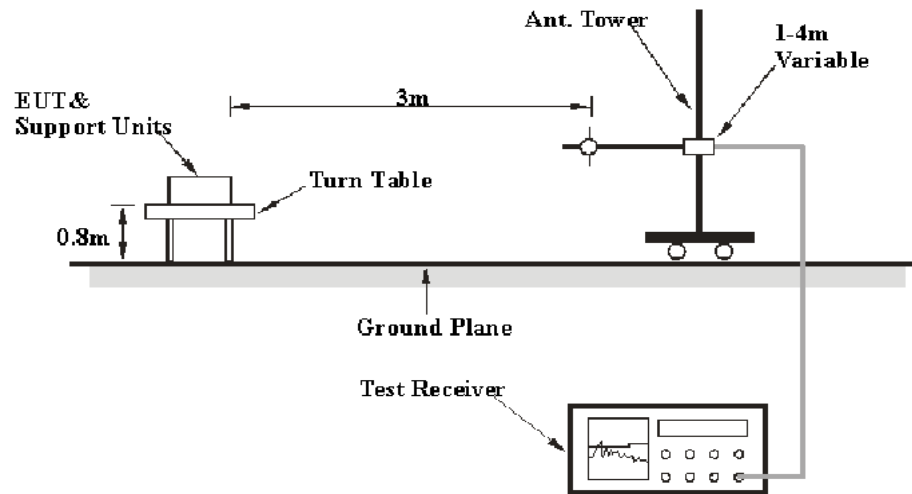 Ant. Tower
1-4m
Variable
3m
EUT&
Support Units
Turn Table
0.8m
Ground Plane
Test Receiver